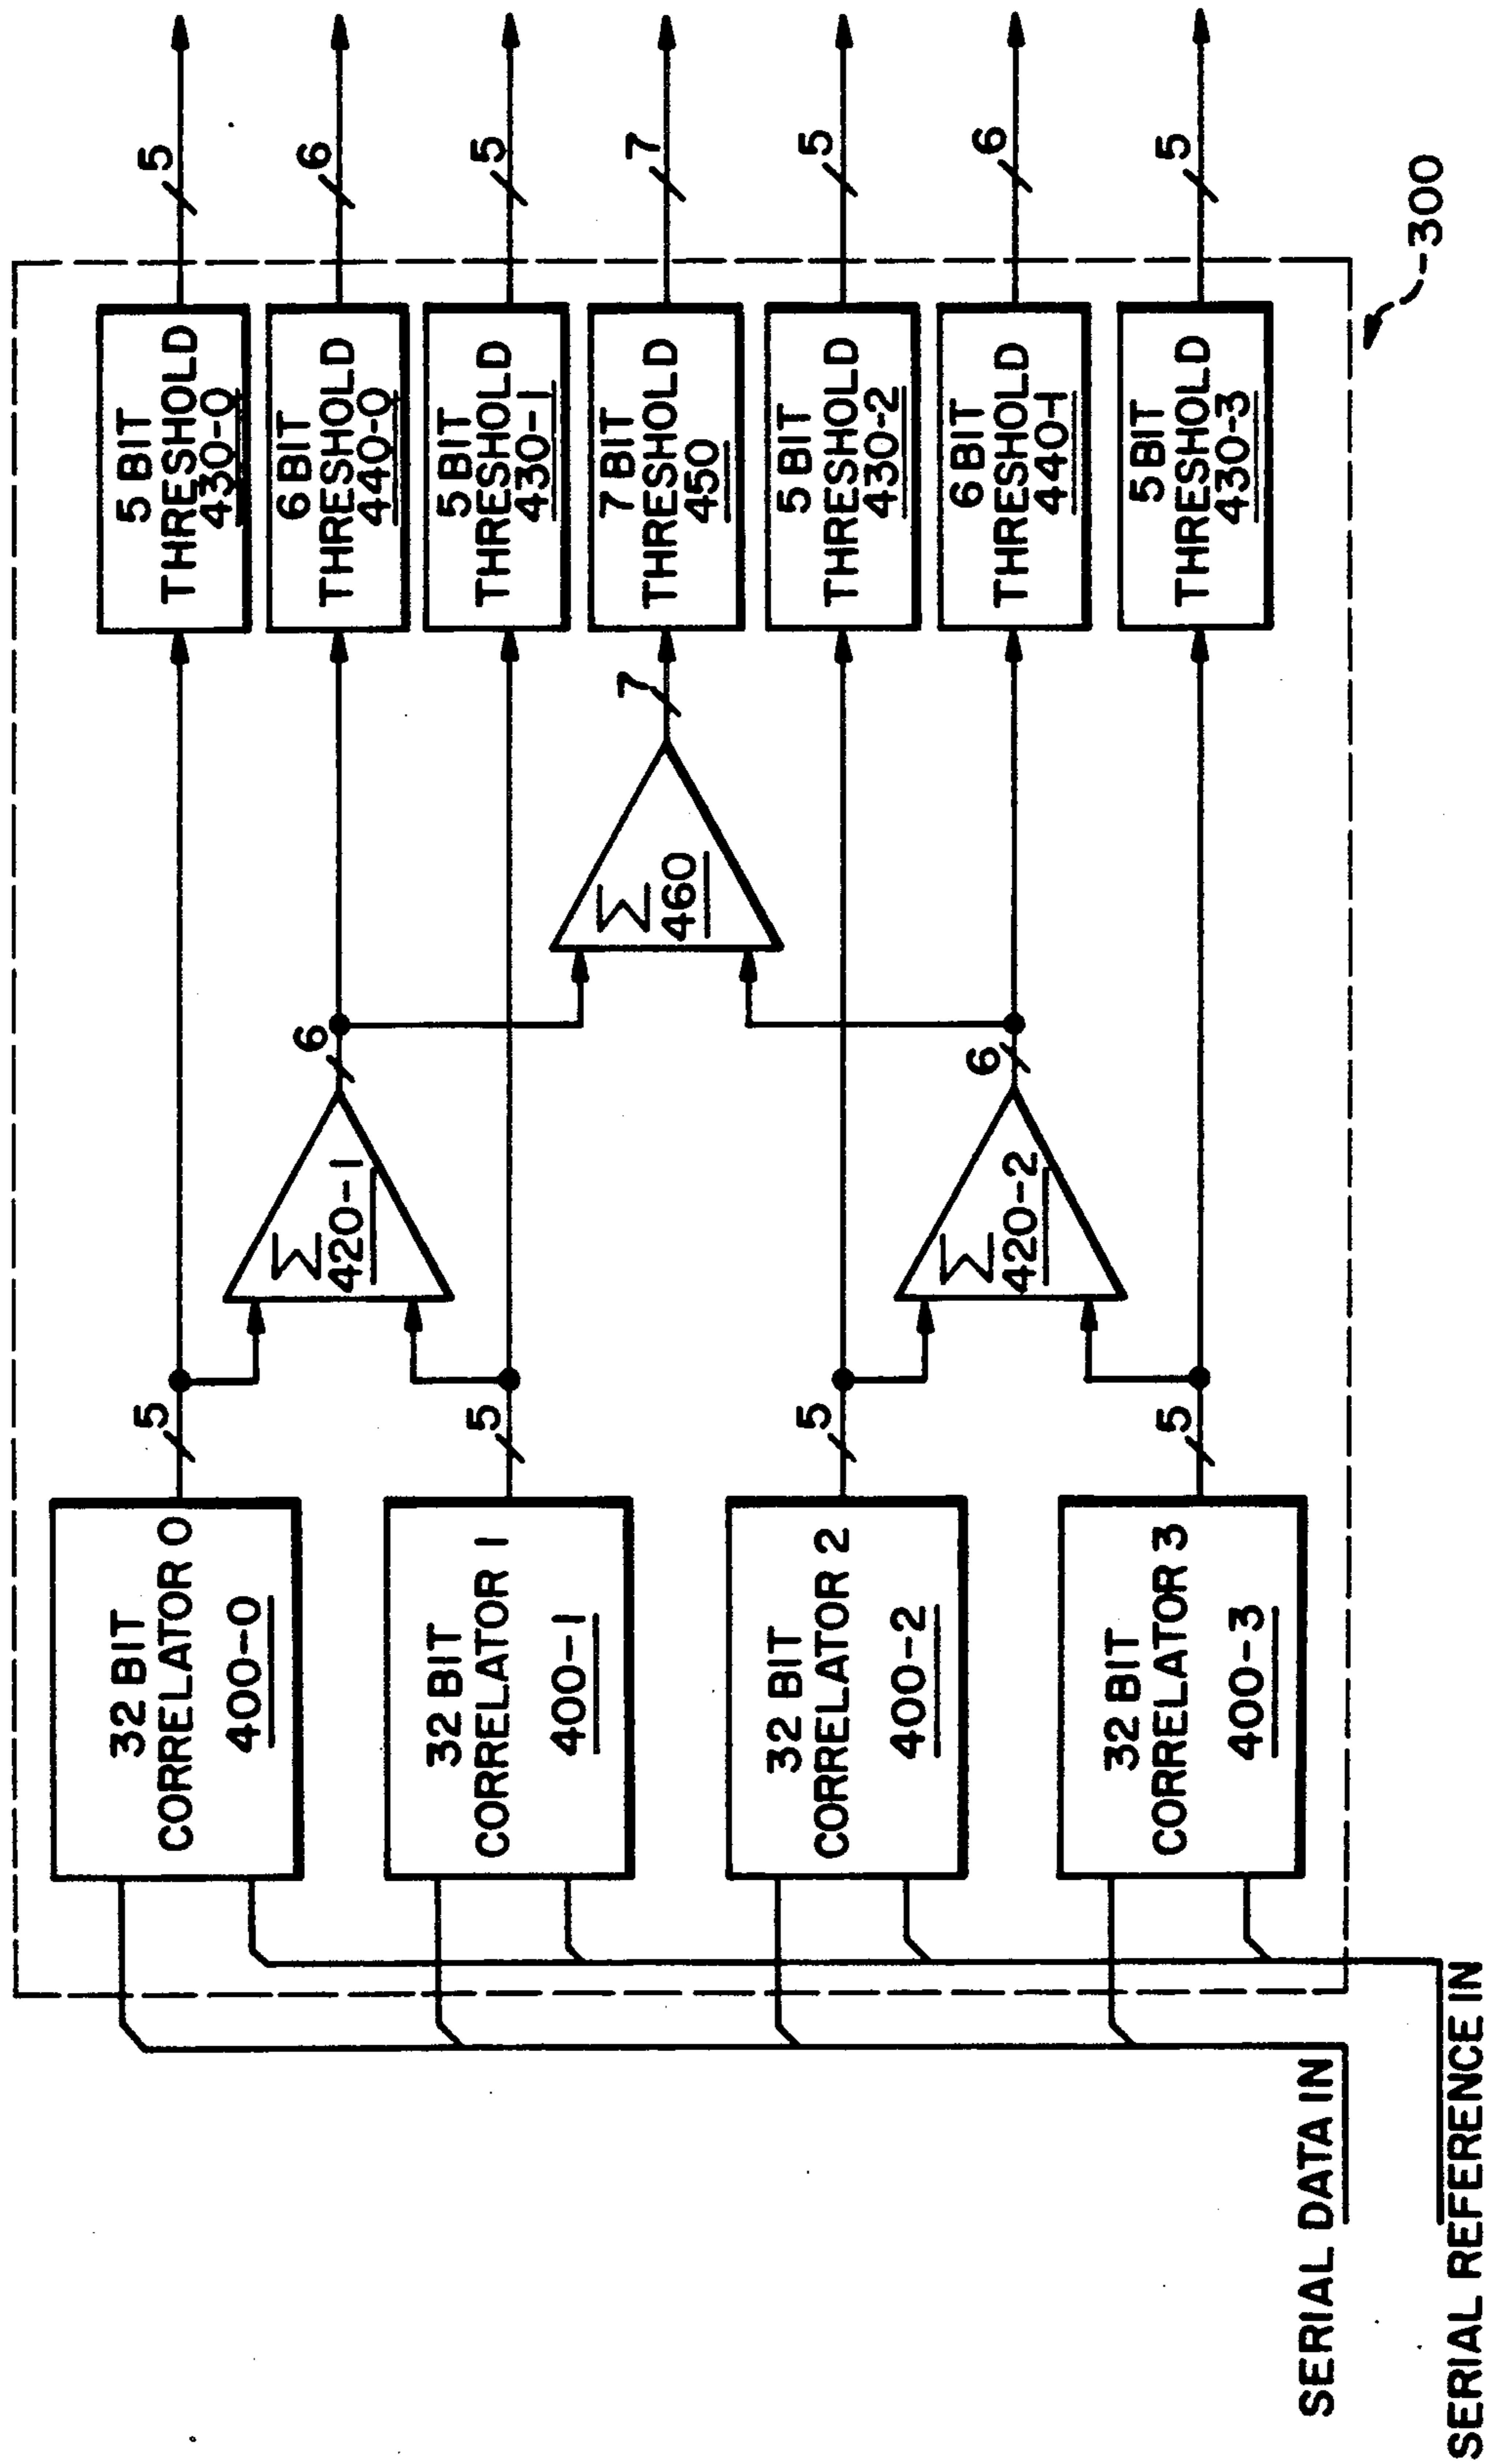 32 BIT
CORRELATOR 0
400-0
32 BIT
CORRELATOR 1
400-1
32 BIT
CORRELATOR 2
400-2
32 BIT
CORRELATOR 3
400-3
5
5
5
5
Σ
420-1
Σ
420-2
6
6
Σ
460
7
5 BIT
THRESHOLD
430-0
6 BIT
THRESHOLD
440-0
5 BIT
THRESHOLD
430-1
7 BIT
THRESHOLD
450
5 BIT
THRESHOLD
430-2
6 BIT
THRESHOLD
440-1
5 BIT
THRESHOLD
430-3
5
6
5
7
5
6
5
300
SERIAL DATA IN
SERIAL REFERENCE IN